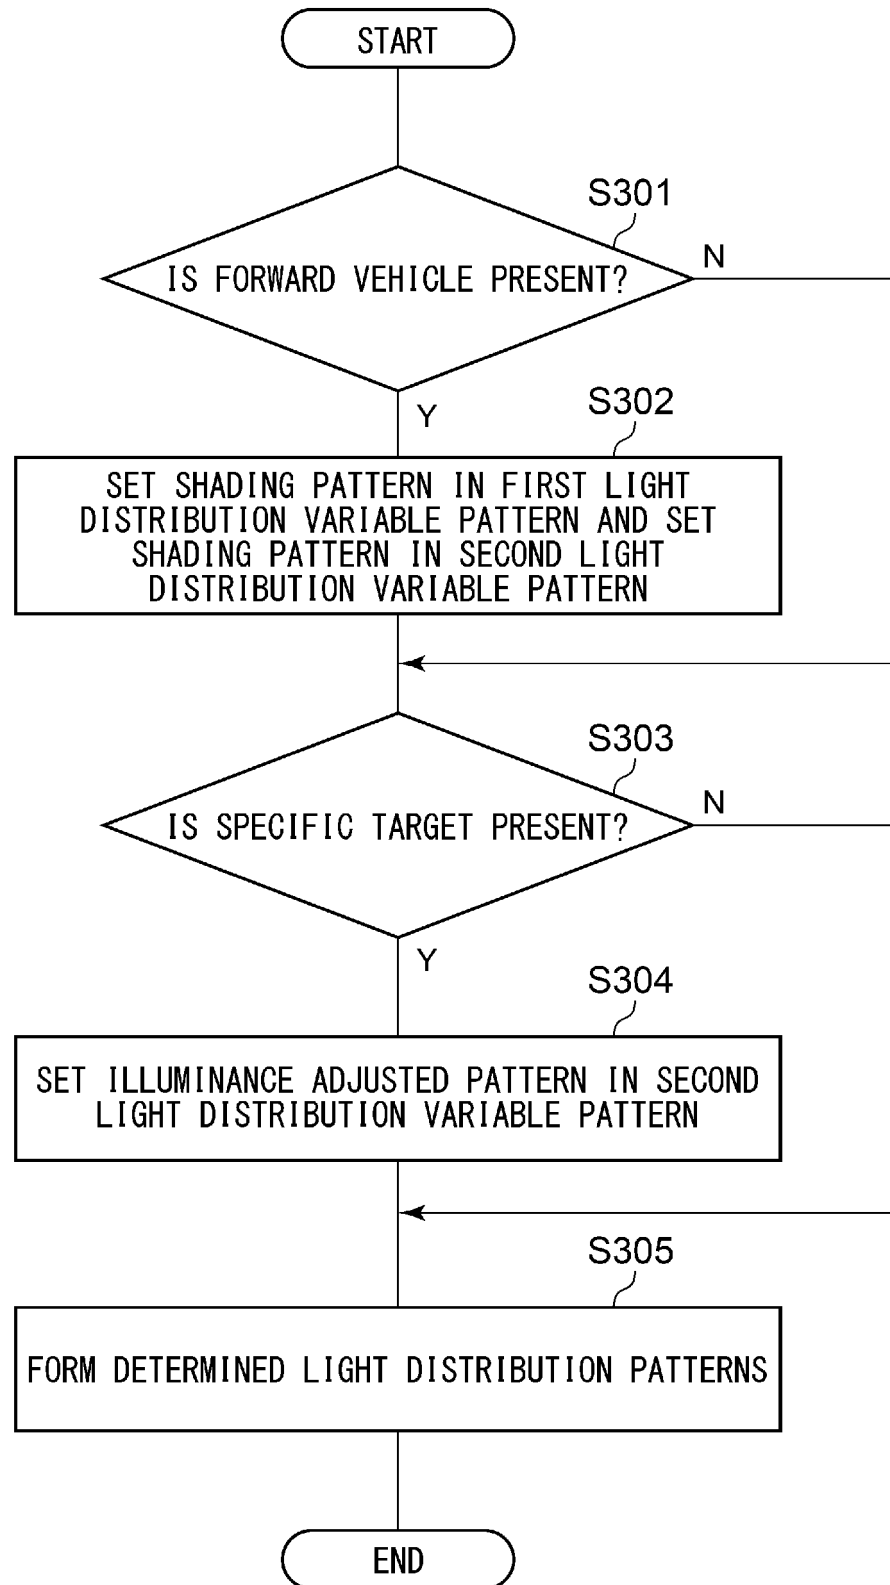 START
S301
IS FORWARD VEHICLE PRESENT?
N
Y
S302
SET SHADING PATTERN IN FIRST LIGHT
DISTRIBUTION VARIABLE PATTERN AND SET
SHADING PATTERN IN SECOND LIGHT
DISTRIBUTION VARIABLE PATTERN
S303
IS SPECIFIC TARGET PRESENT?
N
Y
S304
SET ILLUMINANCE ADJUSTED PATTERN IN SECOND
LIGHT DISTRIBUTION VARIABLE PATTERN
S305
FORM DETERMINED LIGHT DISTRIBUTION PATTERNS
END